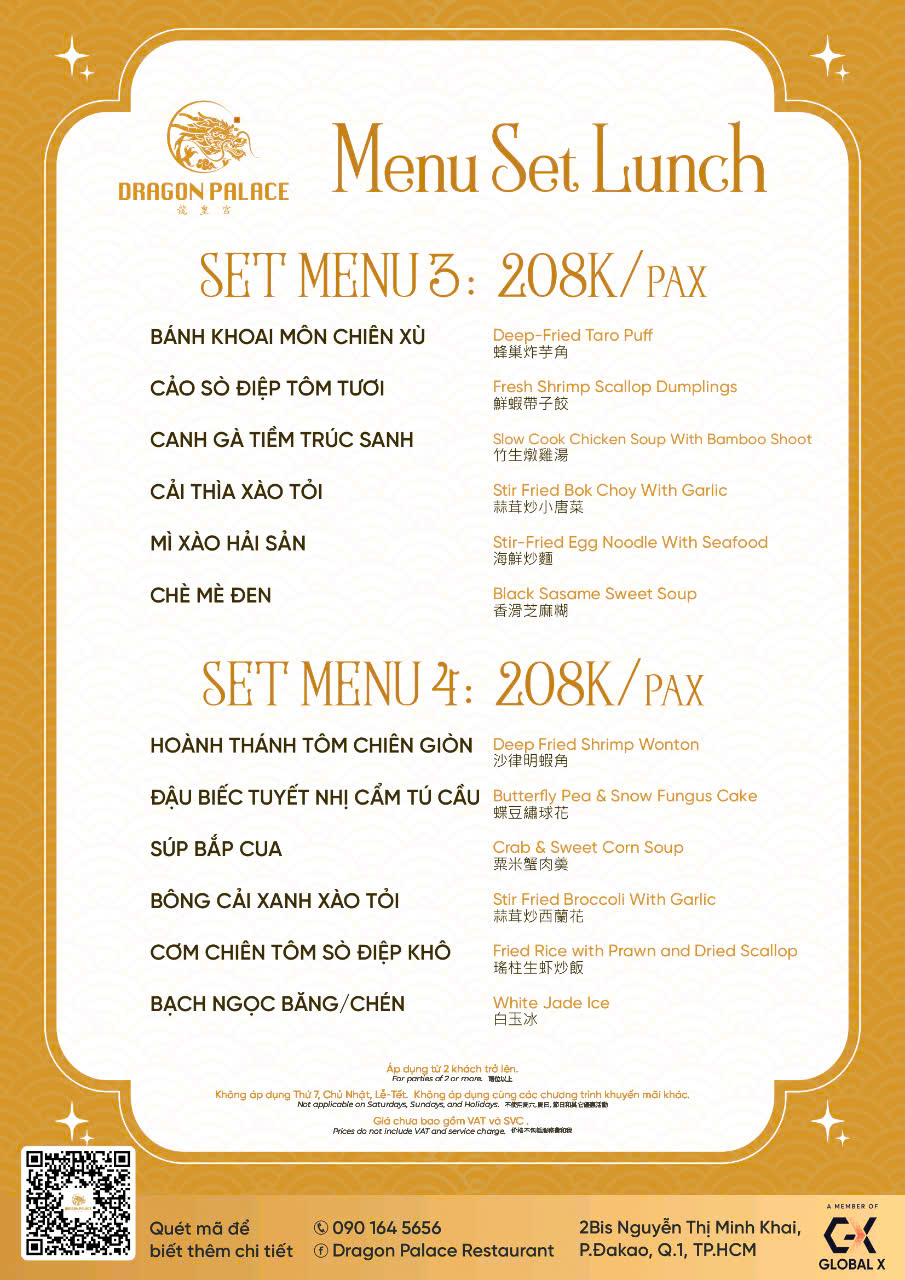 DRAGON PALACE
龍皇宮
Menu Set Lunch
SET MENU 3: 208K/PAX
BÁNH KHOAI MÔN CHIÊN XÙ
Deep-Fried Taro Puff
蜂巢炸芋角
CẢO SÒ ĐIỆP TÔM TƯƠI
Fresh Shrimp Scallop Dumplings
鮮蝦帶子餃
CANH GÀ TIỀM TRÚC SANH
Slow Cook Chicken Soup With Bamboo Shoot
竹生燉雞湯
CẢI THÌA XÀO TỎI
Stir Fried Bok Choy With Garlic
蒜茸炒小唐菜
MÌ XÀO HẢI SẢN
Stir-Fried Egg Noodle With Seafood
海鮮炒麵
CHÈ MÈ ĐEN
Black Sasame Sweet Soup
香滑芝麻糊
SET MENU 4: 208K/PAX
HOÀNH THÁNH TÔM CHIÊN GIÒN
Deep Fried Shrimp Wonton
沙律明蝦角
ĐẬU BIẾC TUYẾT NHỊ CẨM TÚ CẦU
Butterfly Pea & Snow Fungus Cake
蝶豆繡球花
SÚP BẮP CUA
Crab & Sweet Corn Soup
粟米蟹肉羹
BÔNG CẢI XANH XÀO TỎI
Stir Fried Broccoli With Garlic
蒜茸炒西蘭花
CƠM CHIÊN TÔM SÒ ĐIỆP KHÔ
Fried Rice with Prawn and Dried Scallop
瑤柱生虾炒飯
BẠCH NGỌC BĂNG/CHÉN
White Jade Ice
白玉冰
Áp dụng từ 2 khách trở lên.
For parties of 2 or more. 兩位以上
Không áp dụng Thứ 7, Chủ Nhật, Lễ-Tết. Không áp dụng cùng các chương trình khuyến mãi khác.
Not applicable on Saturdays, Sundays, and Holidays.
Giá chưa bao gồm VAT và SVC .
Prices do not include VAT and service charge.
Quét mã để
biết thêm chi tiết
090 164 5656
Dragon Palace Restaurant
2Bis Nguyễn Thị Minh Khai,
P.Đakao, Q.1, TP.HCM
A MEMBER OF
GX
GLOBAL X